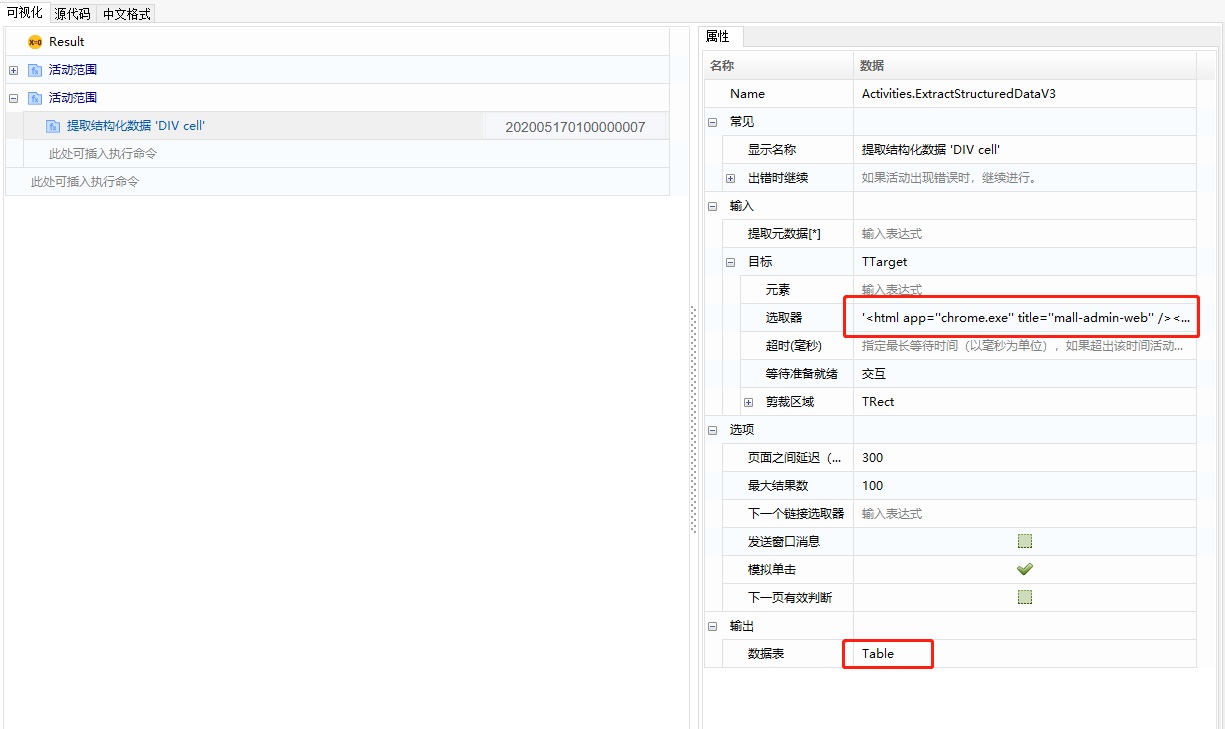 可视化 源代码 中文格式
Result
活动范围
活动范围
提取结构化数据 'DIV cell' 202005170100000007
此处可插入执行命令
此处可插入执行命令
属性
名称 数据
Name Activities.ExtractStructuredDataV3
常见
显示名称 提取结构化数据 'DIV cell'
出错时继续 如果活动出现错误时，继续进行。
输入
提取元数据[*] 输入表达式
目标 TTarget
元素 输入表达式
选取器 '<html app="chrome.exe" title="mall-admin-web" /><...
超时(毫秒) 指定最长等待时间（以毫秒为单位），如果超出该时间活动...
等待准备就绪 交互
剪裁区域 TRect
选项
页面之间延迟（... 300
最大结果数 100
下一个链接选取器 输入表达式
发送窗口消息
模拟单击
下一页有效判断
输出
数据表 Table